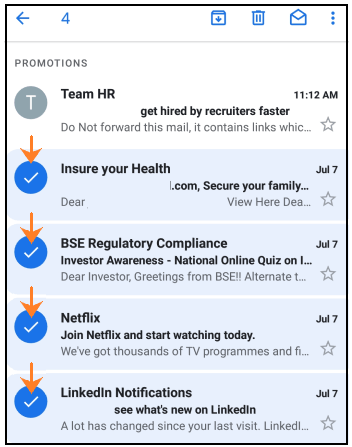 4
PROMOTIONS
T
Team HR
11:12 AM
get hired by recruiters faster
Do Not forward this mail, it contains links whic...
Insure your Health
Jul 7
.com, Secure your family...
Dear
View Here Dea...
BSE Regulatory Compliance
Jul 7
Investor Awareness - National Online Quiz on I...
Dear Investor, Greetings from BSE!! Alternate t...
Netflix
Jul 7
Join Netflix and start watching today.
We've got thousands of TV programmes and fi...
LinkedIn Notifications
Jul 7
see what's new on LinkedIn
A lot has changed since your last visit. LinkedI...